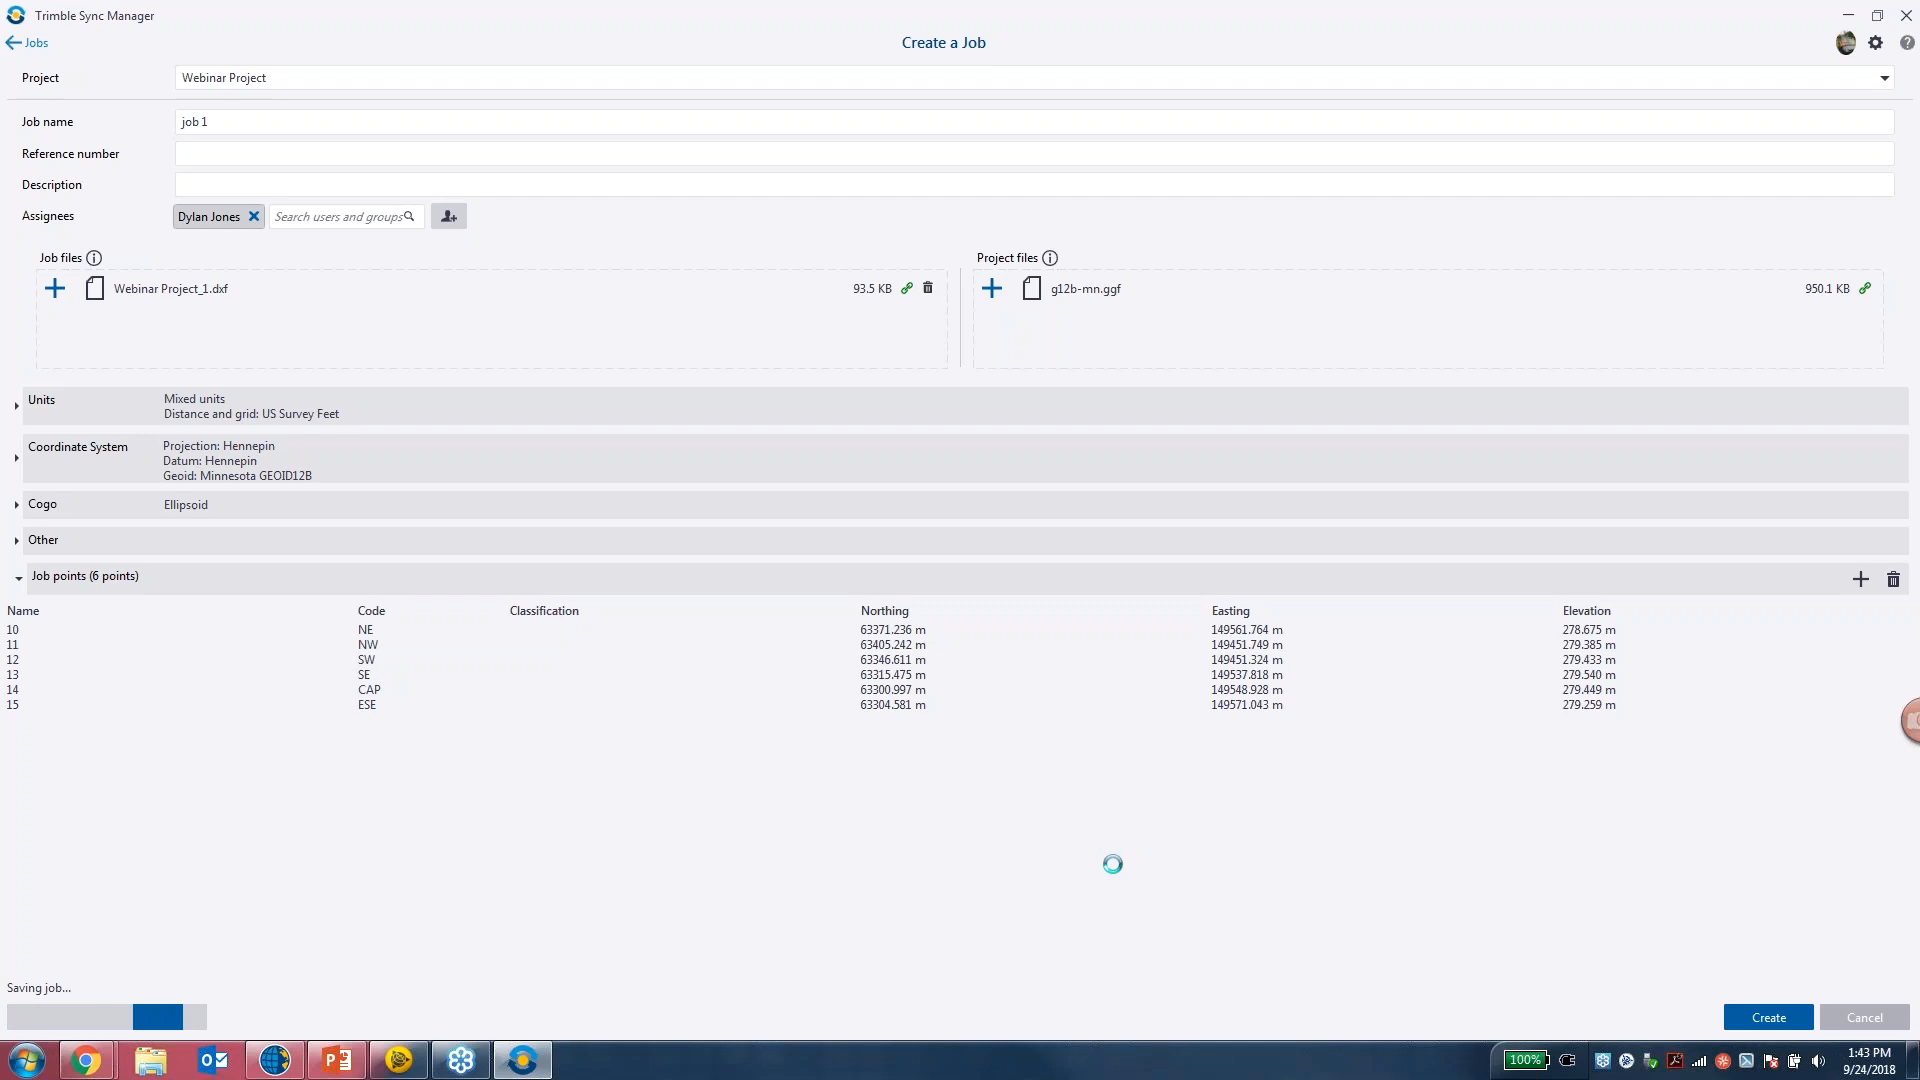 Trimble Sync Manager
Jobs
Create a Job
Project
Webinar Project
Job name
job 1
Reference number
Description
Assignees
Dylan Jones
Search users and groups
Job files
Project files
Webinar Project_1.dxf
93.5 KB
g12b-mn.ggf
950.1 KB
Units
Mixed units
Distance and grid: US Survey Feet
Coordinate System
Projection: Hennepin
Datum: Hennepin
Geoid: Minnesota GEOID12B
Cogo
Ellipsoid
Other
Job points (6 points)
Name Code Classification Northing Easting Elevation
10 NE 63371.236 m 149561.764 m 278.675 m
11 NW 63405.242 m 149451.749 m 279.385 m
12 SW 63346.611 m 149451.324 m 279.433 m
13 SE 63315.475 m 149537.818 m 279.540 m
14 CAP 63300.997 m 149548.928 m 279.449 m
15 ESE 63304.581 m 149571.043 m 279.259 m
Saving job...
Create
Cancel
100%
1:43 PM
9/24/2018